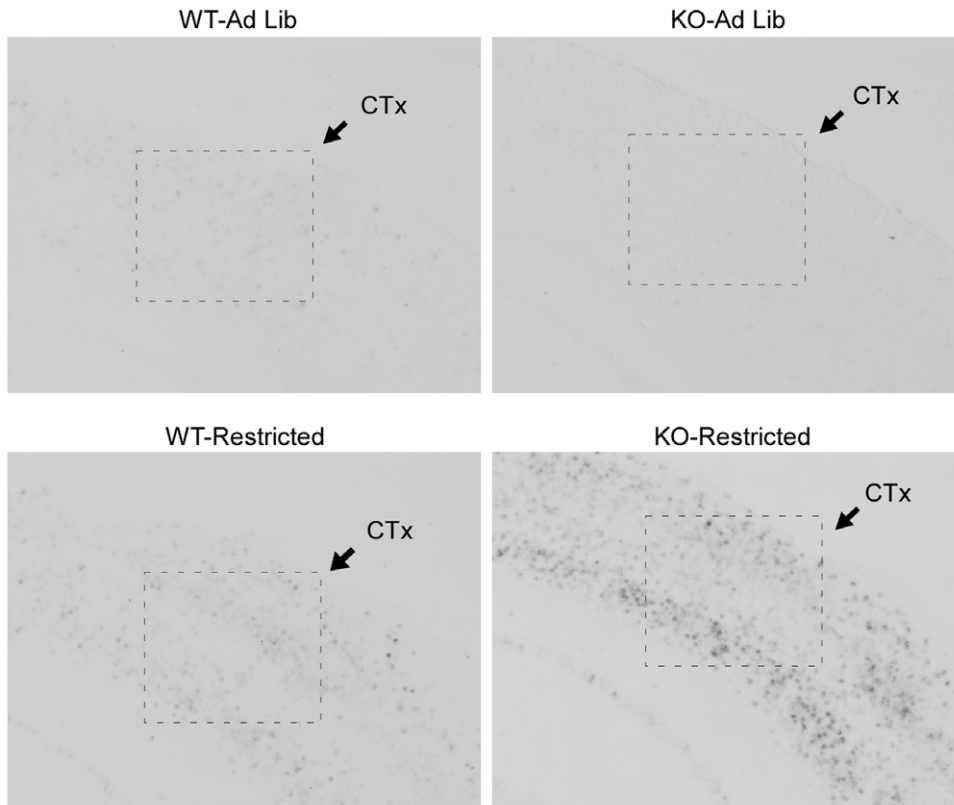 WT-Ad Lib
KO-Ad Lib
CTx
CTx
WT-Restricted
KO-Restricted
CTx
CTx